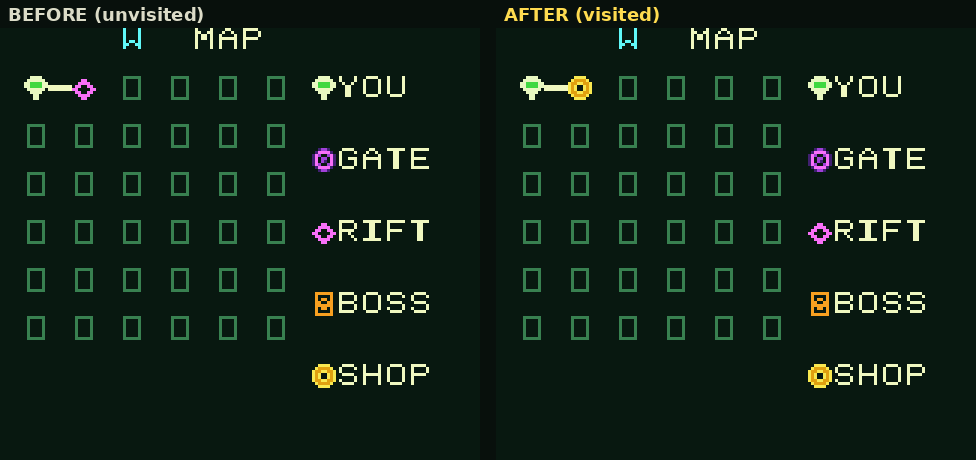 BEFORE (unvisited)
W MAP
YOU
GATE
RIFT
BOSS
SHOP
AFTER (visited)
W MAP
YOU
GATE
RIFT
BOSS
SHOP